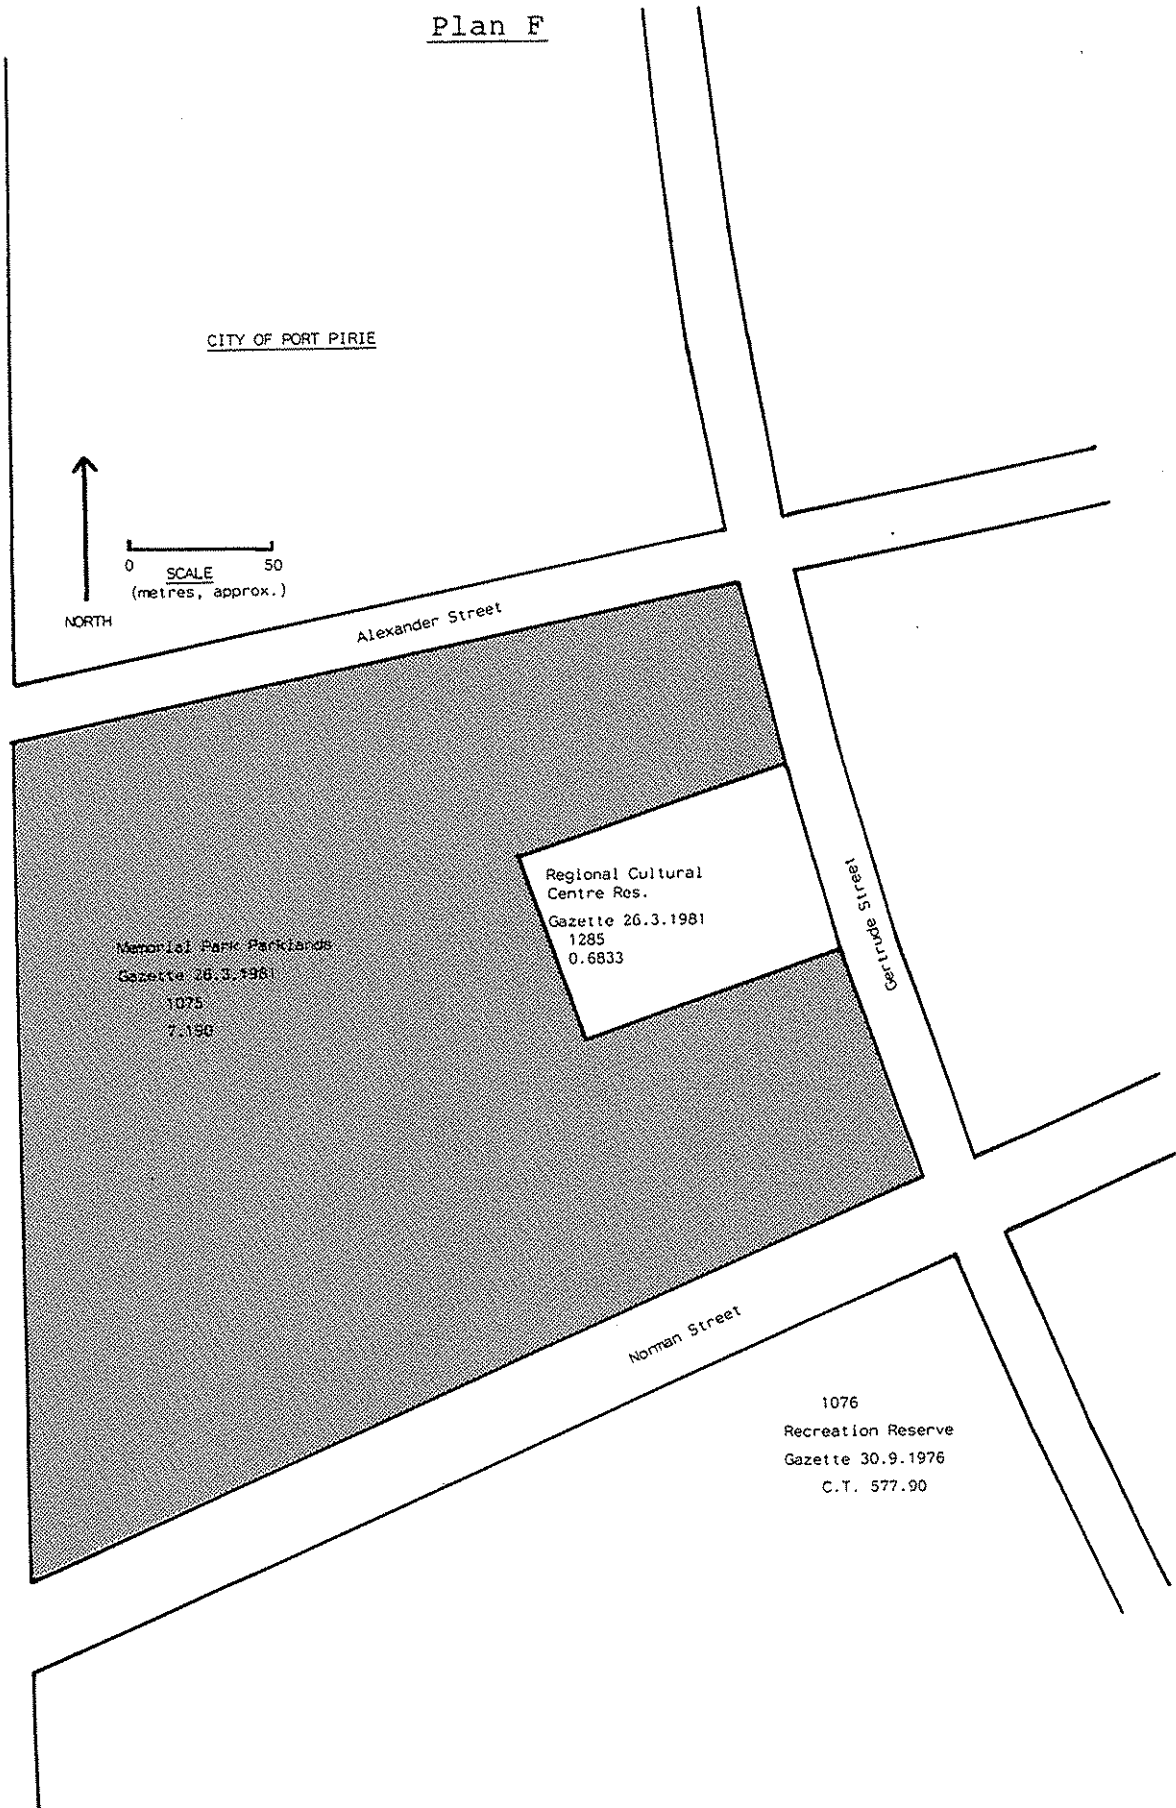 Plan F
CITY OF PORT PIRIE
0 50
SCALE
(metres, approx.)
NORTH
Alexander Street
Regional Cultural
Centre Res.
Gazette 26.3.1981
1285
0.6833
Gertrude Street
Memorial Park Parklands
Gazette 26.3.1981
1075
7.190
Norman Street
1076
Recreation Reserve
Gazette 30.9.1976
C.T. 577.90